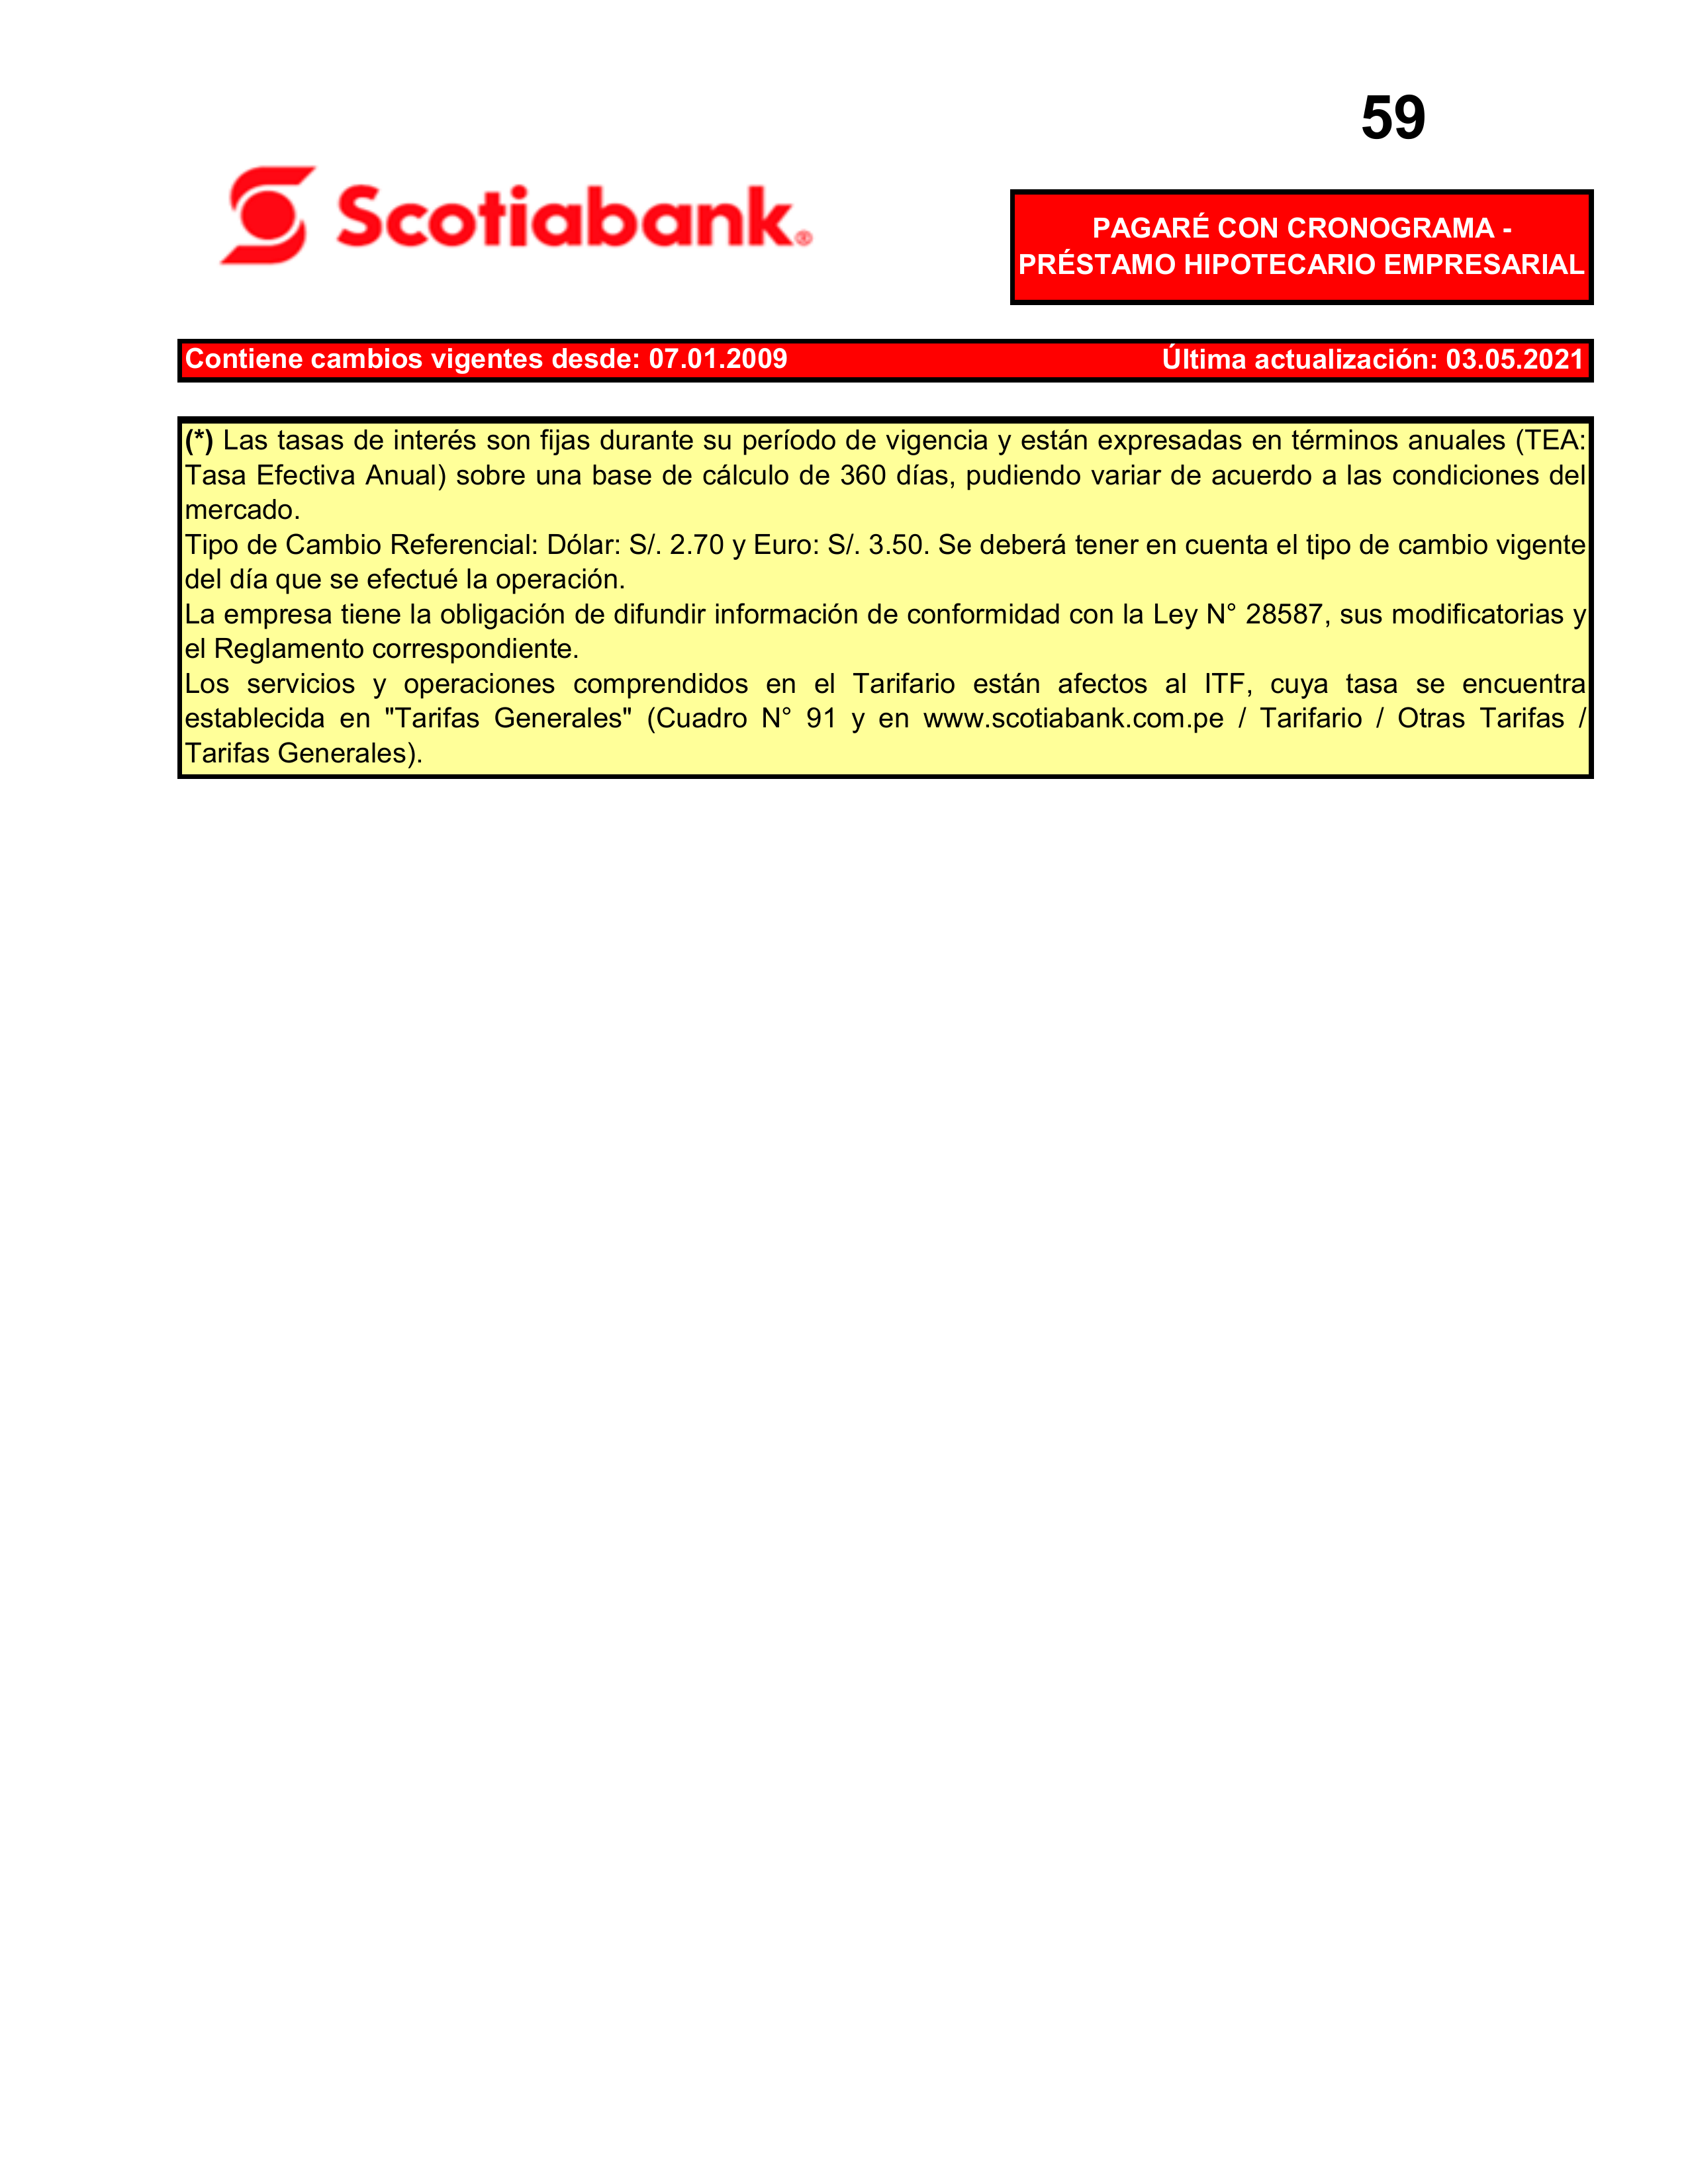 59
Scotiabank®
PAGARÉ CON CRONOGRAMA -
PRÉSTAMO HIPOTECARIO EMPRESARIAL
Contiene cambios vigentes desde: 07.01.2009 Última actualización: 03.05.2021
(*) Las tasas de interés son fijas durante su período de vigencia y están expresadas en términos anuales (TEA:
Tasa Efectiva Anual) sobre una base de cálculo de 360 días, pudiendo variar de acuerdo a las condiciones del
mercado.
Tipo de Cambio Referencial: Dólar: S/. 2.70 y Euro: S/. 3.50. Se deberá tener en cuenta el tipo de cambio vigente
del día que se efectué la operación.
La empresa tiene la obligación de difundir información de conformidad con la Ley N° 28587, sus modificatorias y
el Reglamento correspondiente.
Los servicios y operaciones comprendidos en el Tarifario están afectos al ITF, cuya tasa se encuentra
establecida en "Tarifas Generales" (Cuadro N° 91 y en www.scotiabank.com.pe / Tarifario / Otras Tarifas /
Tarifas Generales).